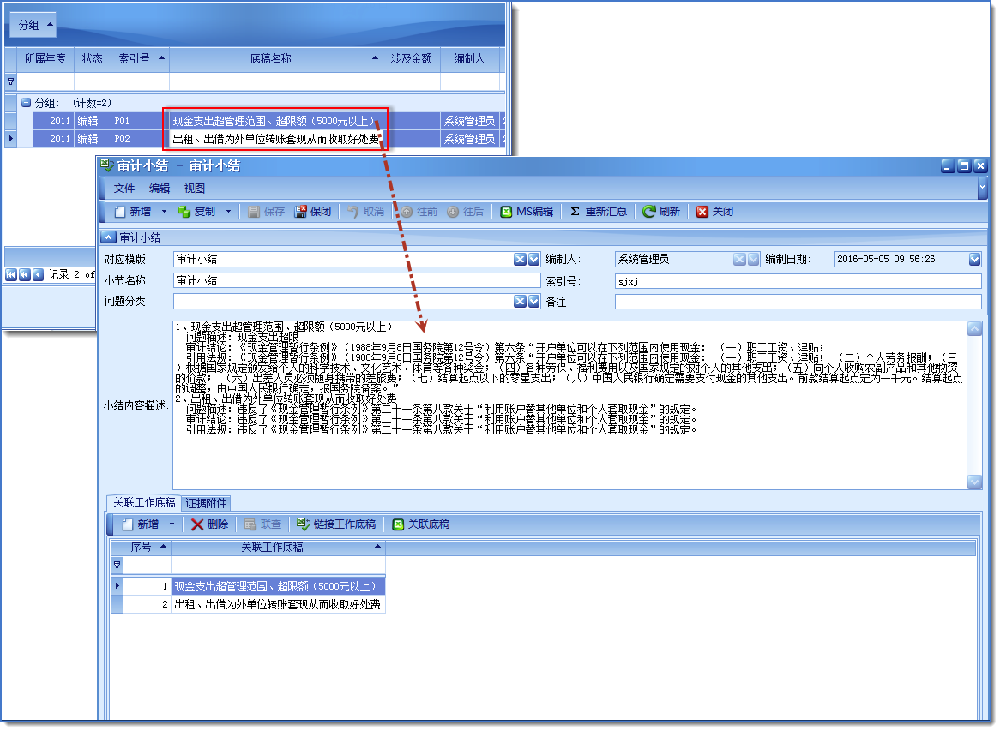 分组
所属年度 状态 索引号 底稿名称 涉及金额 编制人
分组: (计数=2)
2011 编辑 P01 现金支出超管理范围、超限额（5000元以上） 系统管理员 2
2011 编辑 P02 出租、出借为外单位转账套现从而收取好处费 系统管理员 2
记录 2 of
审计小结 - 审计小结
文件 编辑 视图
新增 复制 保存 保闭 取消 往前 往后 MS编辑 Σ 重新汇总 刷新 关闭
审计小结
对应模版: 审计小结 编制人: 系统管理员 编制日期: 2016-05-05 09:56:26
小节名称: 审计小结 索引号: sjxj
问题分类: 备注:
小结内容描述:
1、现金支出超管理范围、超限额（5000元以上）
问题描述：现金支出超限
审计结论：《现金管理暂行条例》（1988年9月8日国务院第12号令）第六条“开户单位可以在下列范围内使用现金： （一）职工工资、津贴；
引用法规：《现金管理暂行条例》（1988年9月8日国务院第12号令）第六条“开户单位可以在下列范围内使用现金： （一）职工工资、津贴； （二）个人劳务报酬；（三
）根据国家规定颁发给个人的科学技术、文化艺术、体育等各种奖金；（四）各种劳保、福利费用以及国家规定的对个人的其他支出；（五）向个人收购农副产品和其他物资
的价款； （六）出差人员必须随身携带的差旅费；（七）结算起点以下的零星支出；（八）中国人民银行确定需要支付现金的其他支出。前款结算起点定为一千元。结算起点
的调整，由中国人民银行确定，报国务院备案。”
2、出租、出借为外单位转账套现从而收取好处费
问题描述：违反了《现金管理暂行条例》第二十一条第八款关于“利用账户替其他单位和个人套取现金”的规定。
审计结论：违反了《现金管理暂行条例》第二十一条第八款关于“利用账户替其他单位和个人套取现金”的规定。
引用法规：违反了《现金管理暂行条例》第二十一条第八款关于“利用账户替其他单位和个人套取现金”的规定。
关联工作底稿 证据附件
新增 删除 联查 链接工作底稿 关联底稿
序号 关联工作底稿
1 现金支出超管理范围、超限额（5000元以上）
2 出租、出借为外单位转账套现从而收取好处费